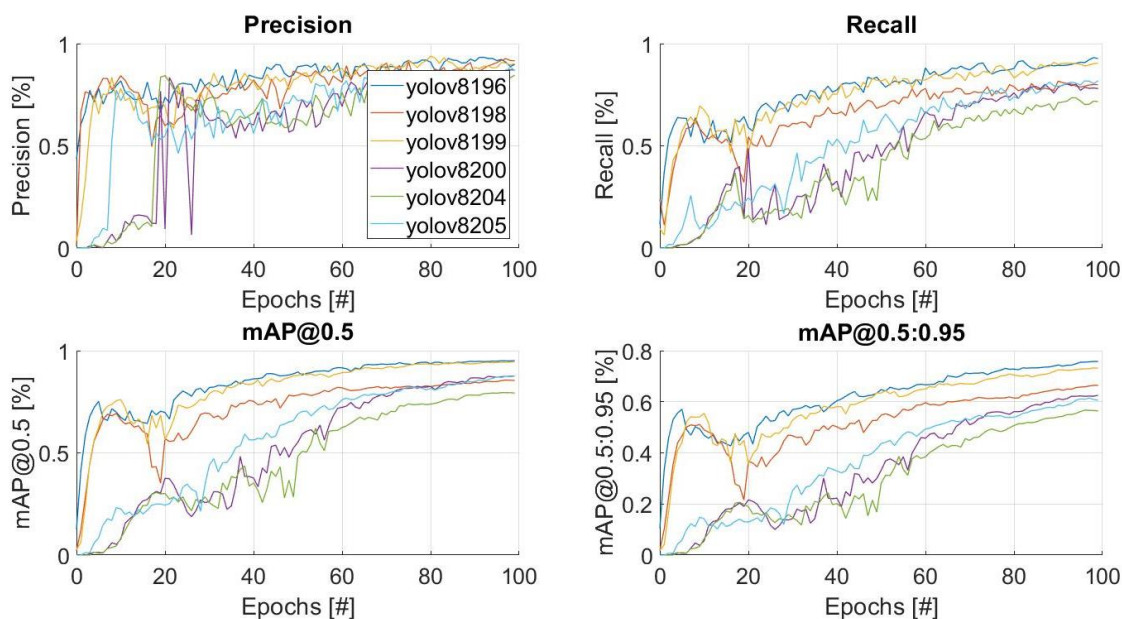 Precision
Precision [%]
1
0.5
0
yolov8196
yolov8198
yolov8199
yolov8200
yolov8204
yolov8205
0 20 40 60 80 100
Epochs [#]
Recall
Recall [%]
1
0.5
0
0 20 40 60 80 100
Epochs [#]
mAP@0.5
mAP@0.5 [%]
1
0.5
0
0 20 40 60 80 100
Epochs [#]
mAP@0.5:0.95
mAP@0.5:0.95 [%]
0.8
0.6
0.4
0.2
0
0 20 40 60 80 100
Epochs [#]